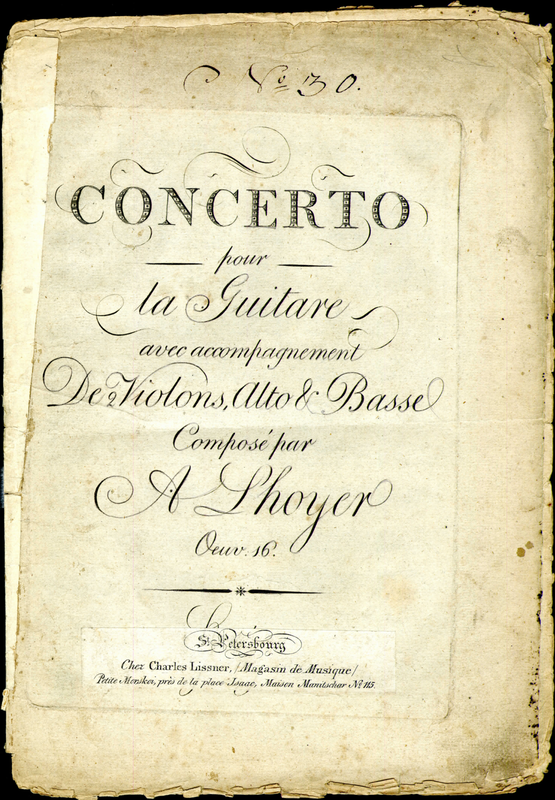 No 30.
CONCERTO
pour
la Guitare
avec accompagnement
De 2 Violons, Alto & Basse
Composé par
A Lhoyer
Oeuv. 16.
St. Petersbourg
Chez Charles Lissner, /Magasin de Musique/
Petite Morskoi, près de la place Isaac, Maison Manitschar No. 115.